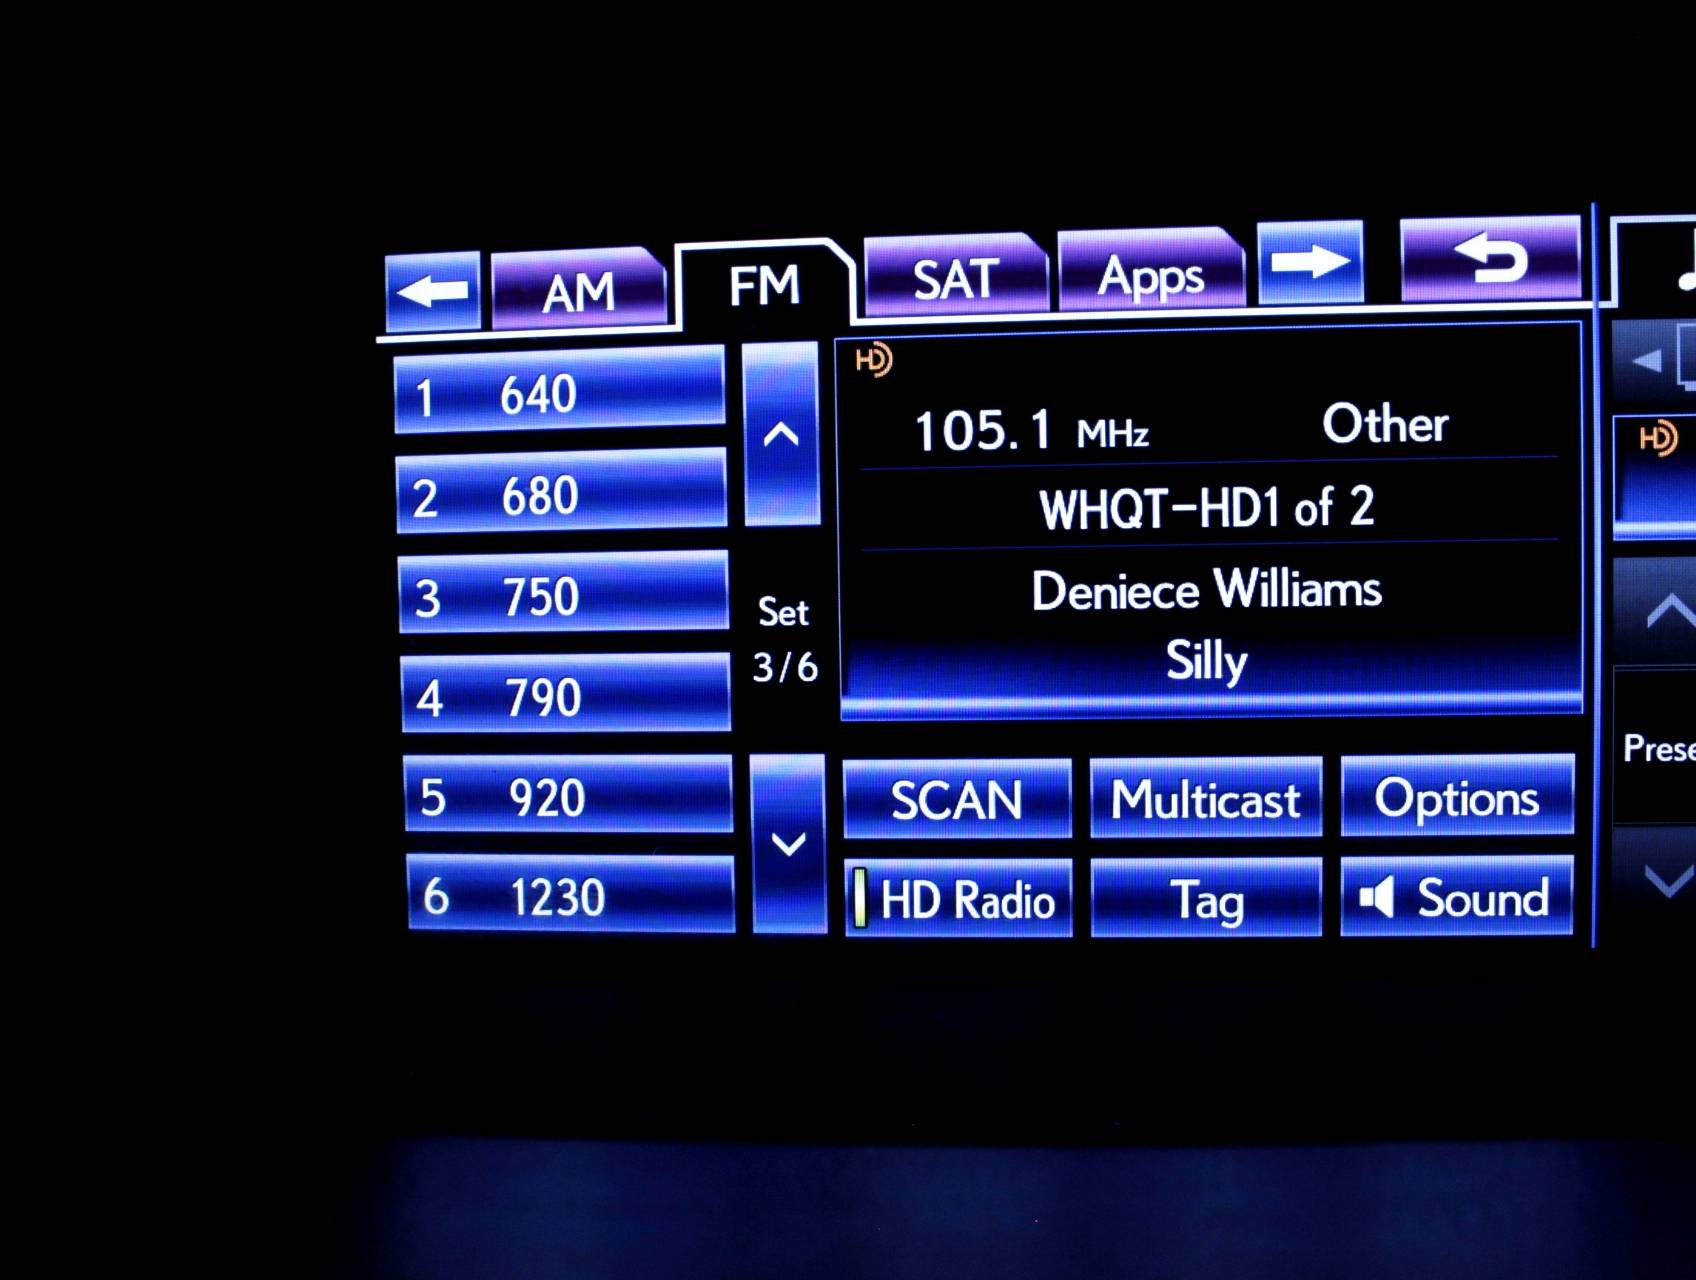 AM FM SAT Apps
1 640
2 680
3 750
4 790
5 920
6 1230
Set
3/6
HD
105.1 MHz Other
WHQT-HD1 of 2
Deniece Williams
Silly
SCAN Multicast Options
HD Radio Tag Sound
HD
Prese